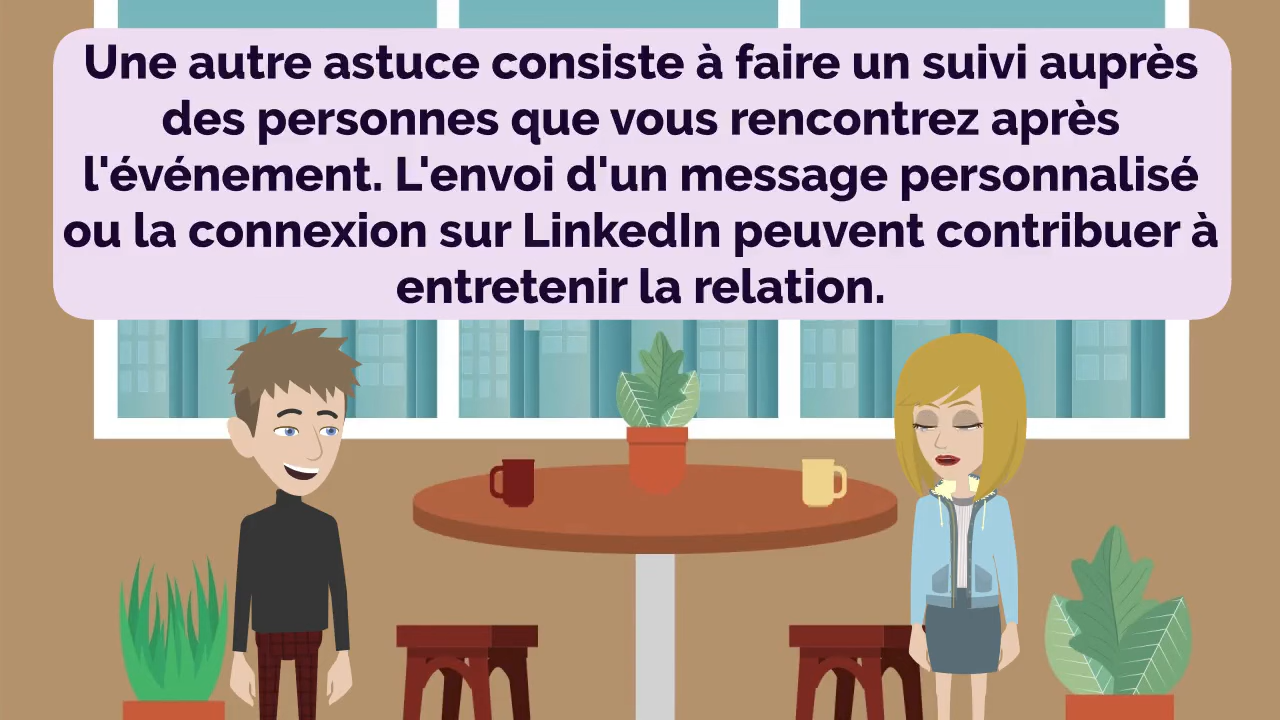 Une autre astuce consiste à faire un suivi auprès
des personnes que vous rencontrez après
l'événement. L'envoi d'un message personnalisé
ou la connexion sur LinkedIn peuvent contribuer à
entretenir la relation.